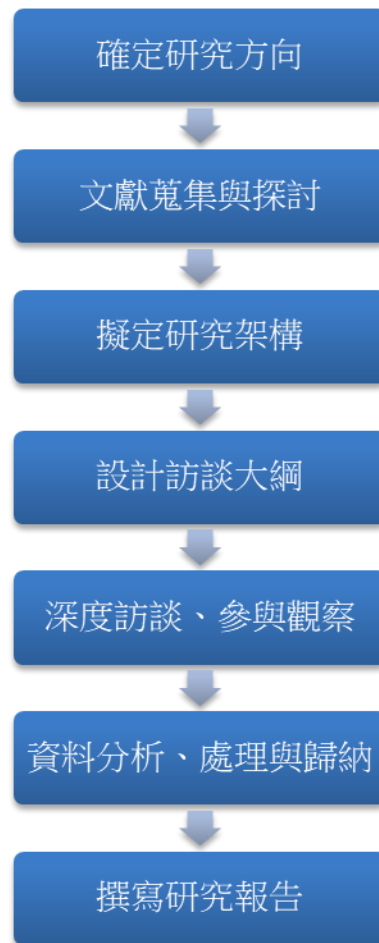 確定研究方向
文獻蒐集與探討
擬定研究架構
設計訪談大綱
深度訪談、參與觀察
資料分析、處理與歸納
撰寫研究報告